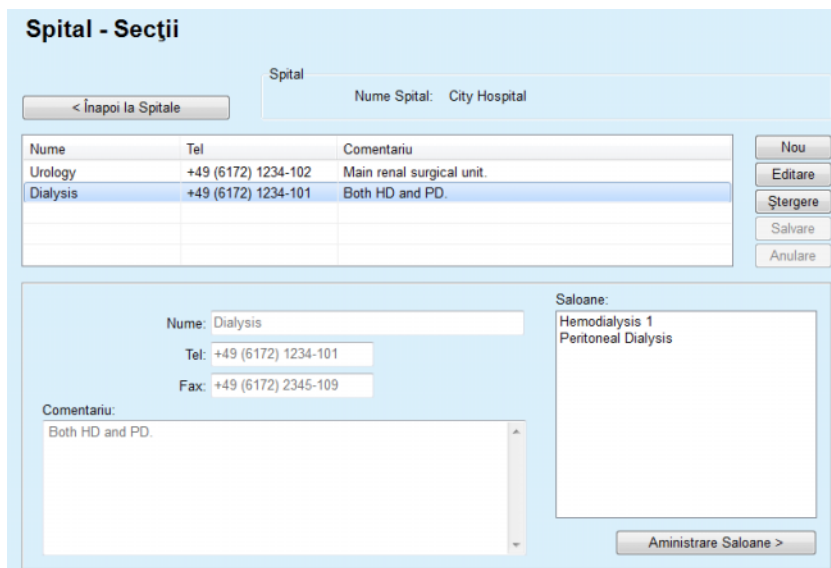 Spital - Secţii
Spital
< Înapoi la Spitale
Nume Spital: City Hospital
Nume Tel Comentariu
Urology +49 (6172) 1234-102 Main renal surgical unit.
Dialysis +49 (6172) 1234-101 Both HD and PD.
Nou
Editare
Ştergere
Salvare
Anulare
Nume: Dialysis
Tel: +49 (6172) 1234-101
Fax: +49 (6172) 2345-109
Comentariu:
Both HD and PD.
Saloane:
Hemodialysis 1
Peritoneal Dialysis
Aministrare Saloane >